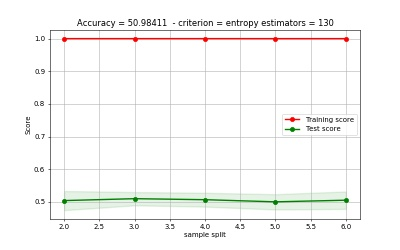 Accuracy = 50.98411  - criterion = entropy estimators = 130
1.0
0.9
0.8
0.7
0.6
0.5
Score
Training score
Test score
2.0 2.5 3.0 3.5 4.0 4.5 5.0 5.5 6.0
sample split